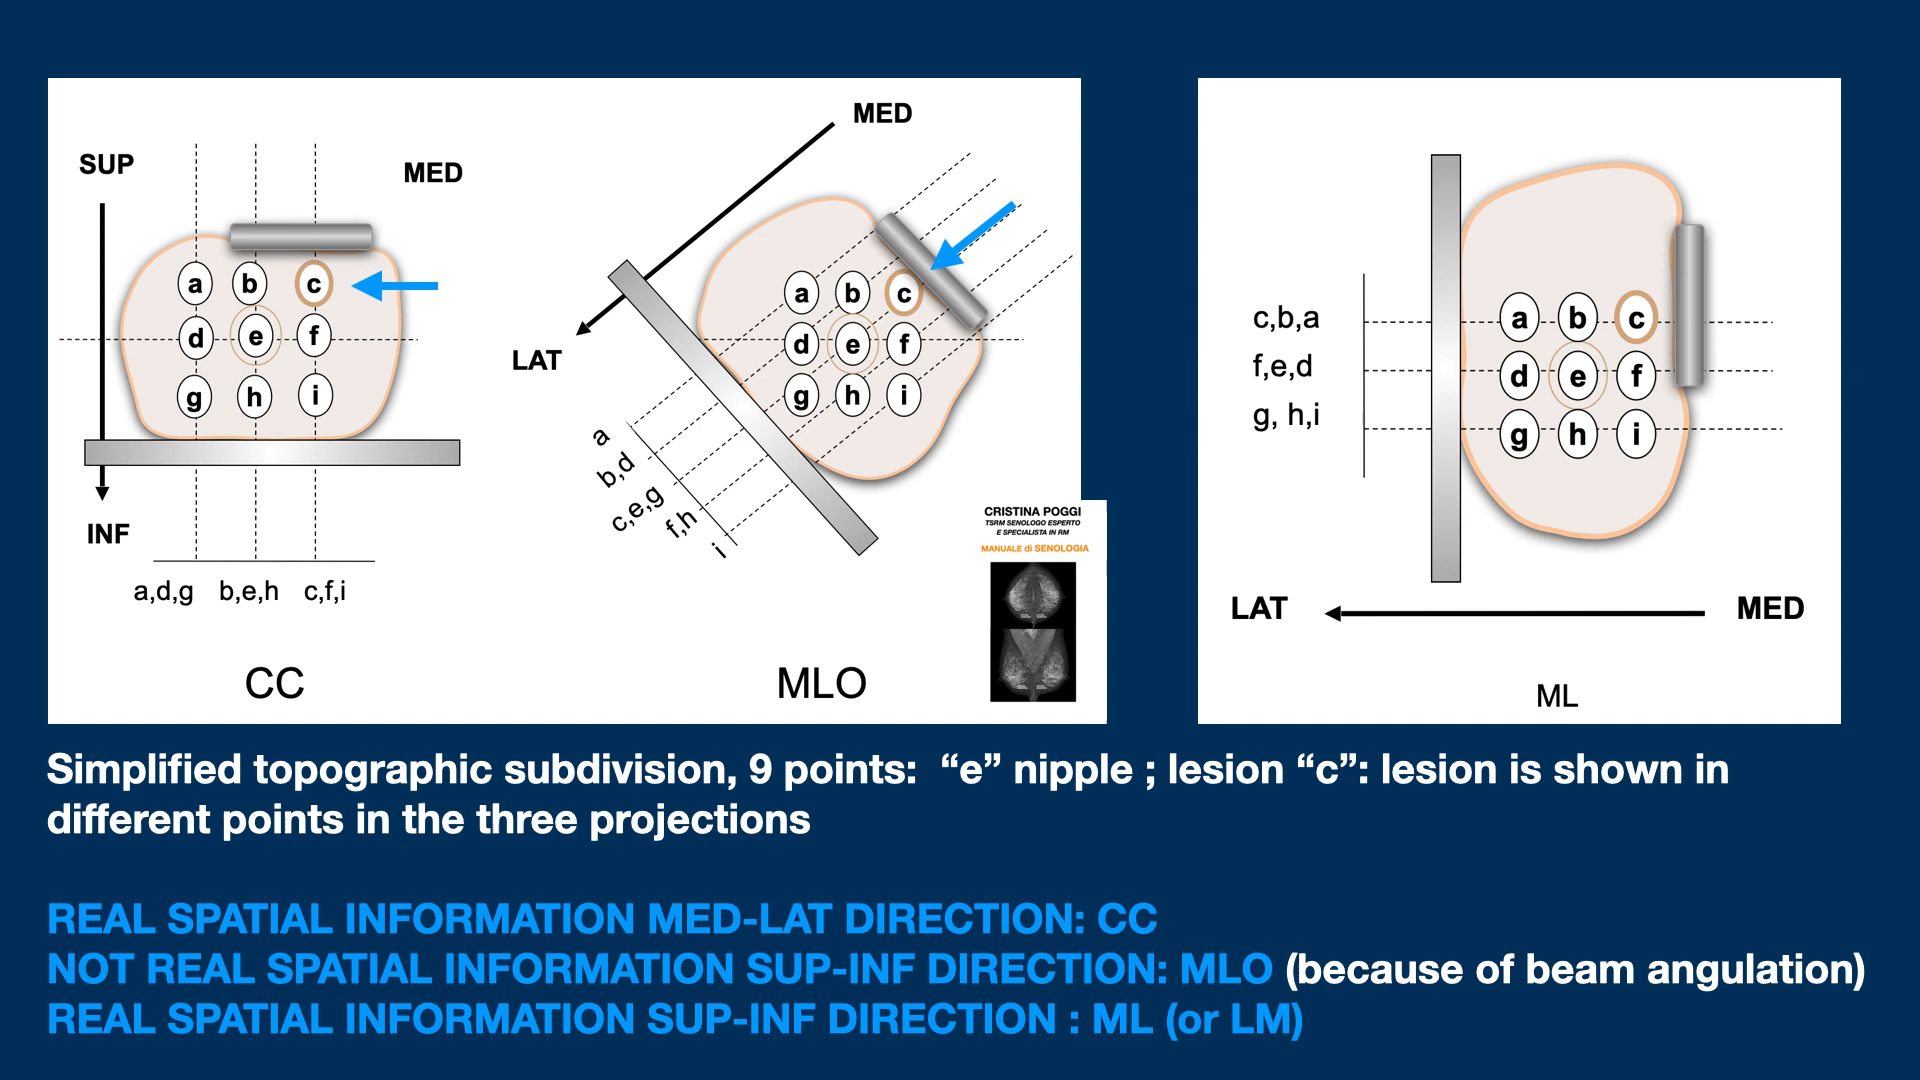 SUP
MED
a
b
c
d
e
f
g
h
i
INF
a,d,g
b,e,h
c,f,i
CC
MED
LAT
a
b
c
d
e
f
g
h
i
a
b,d
c,e,g
f,h
i
MLO
CRISTINA POGGI
TSRM SENOLOGO ESPERTO
E SPECIALISTA IN RM
MANUALE di SENOLOGIA
c,b,a
f,e,d
g, h,i
a
b
c
d
e
f
g
h
i
LAT
MED
ML
Simplified topographic subdivision, 9 points:  “e” nipple ; lesion “c”: lesion is shown in
different points in the three projections
REAL SPATIAL INFORMATION MED-LAT DIRECTION: CC
NOT REAL SPATIAL INFORMATION SUP-INF DIRECTION: MLO (because of beam angulation)
REAL SPATIAL INFORMATION SUP-INF DIRECTION : ML (or LM)